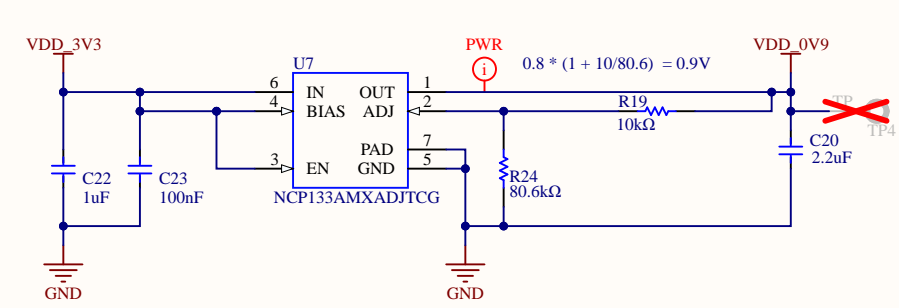 VDD_3V3
PWR
VDD_0V9
U7
0.8 * (1 + 10/80.6) = 0.9V
i
6
IN
OUT
1
4
BIAS
ADJ
2
R19
10kΩ
TP
TP4
PAD
7
C20
2.2uF
3
EN
GND
5
C22
1uF
C23
100nF
R24
80.6kΩ
NCP133AMXADJTCG
GND
GND